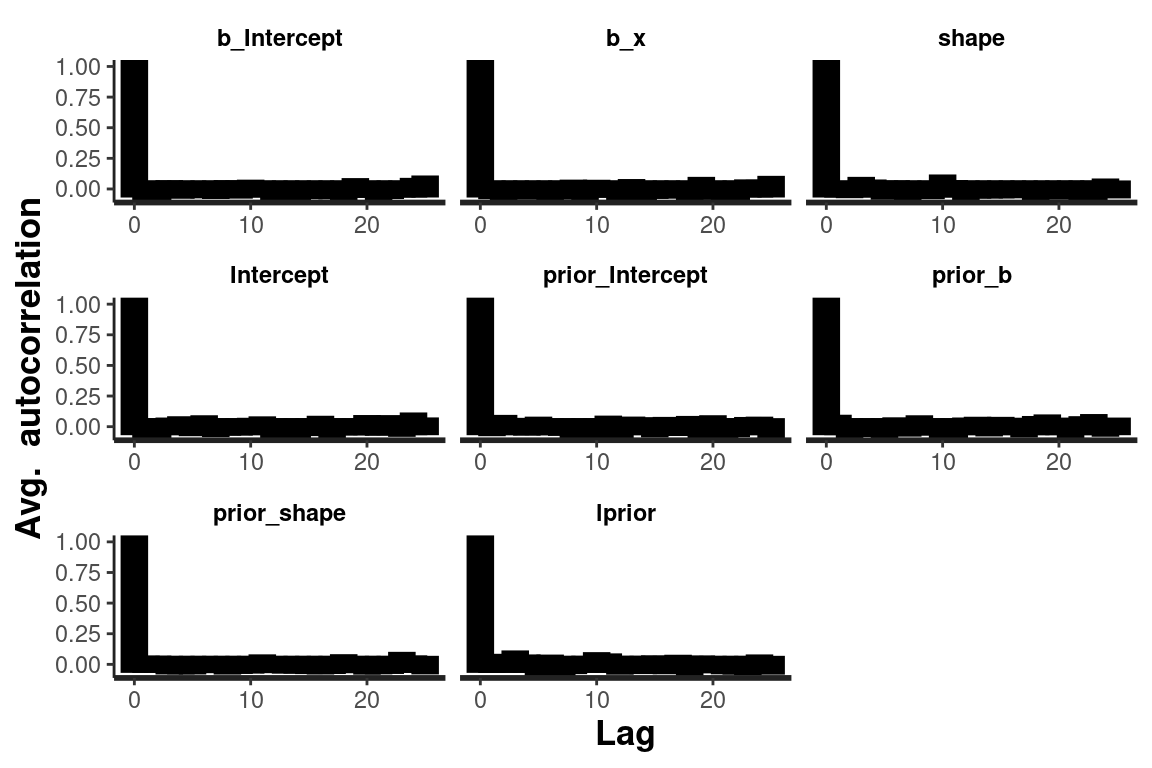 b_Intercept b_x shape
1.00
0.75
0.50
0.25
0.00
0 10 20 0 10 20 0 10 20
Intercept prior_Intercept prior_b
1.00
0.75
0.50
0.25
0.00
0 10 20 0 10 20 0 10 20
prior_shape lprior
1.00
0.75
0.50
0.25
0.00
0 10 20 0 10 20
Lag
Avg. autocorrelation